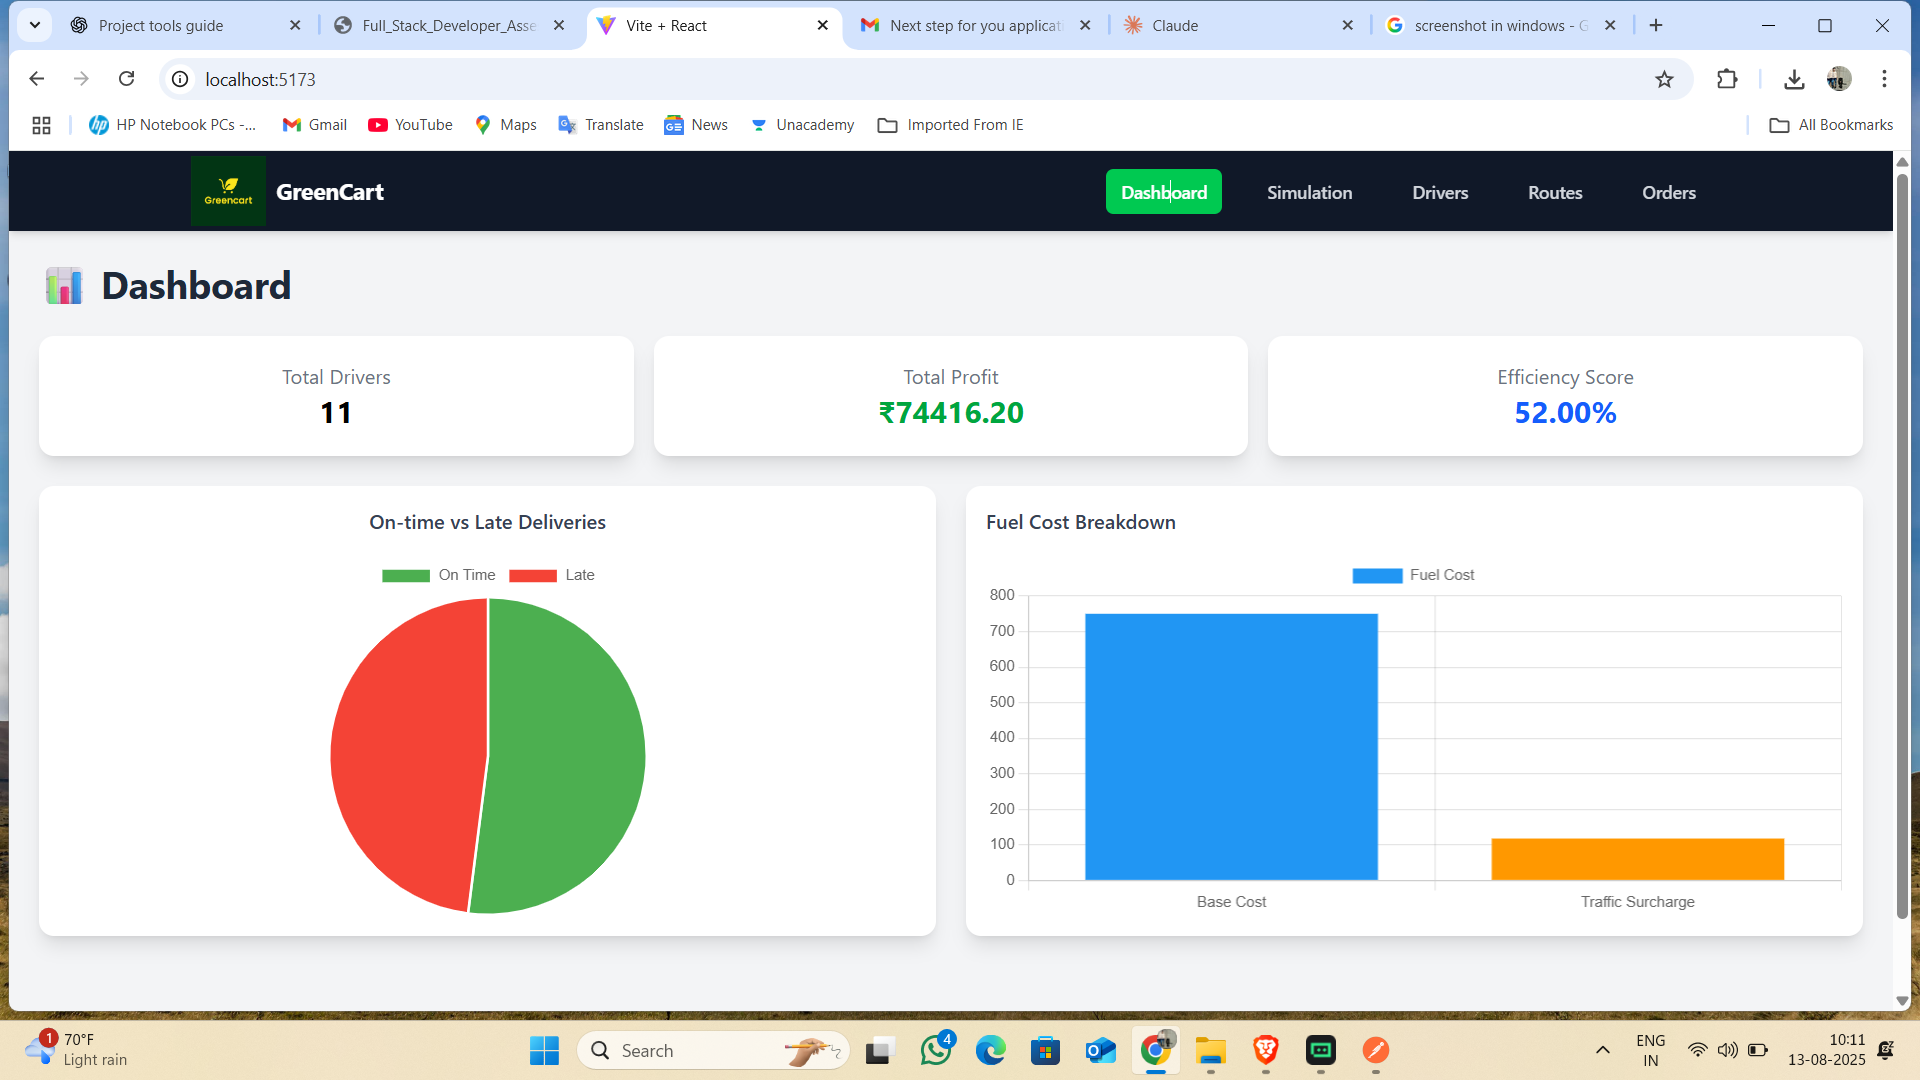 Project tools guide
Full_Stack_Developer_Asse
Vite + React
Next step for you applicat
Claude
screenshot in windows - G
localhost:5173
HP Notebook PCs -...
Gmail
YouTube
Maps
Translate
News
Unacademy
Imported From IE
All Bookmarks
Greencart
GreenCart
Dashboard
Simulation
Drivers
Routes
Orders
Dashboard
Total Drivers
11
Total Profit
₹74416.20
Efficiency Score
52.00%
On-time vs Late Deliveries
On Time
Late
Fuel Cost Breakdown
Fuel Cost
800
700
600
500
400
300
200
100
0
Base Cost
Traffic Surcharge
1
70°F
Light rain
Search
4
ENG
IN
10:11
13-08-2025